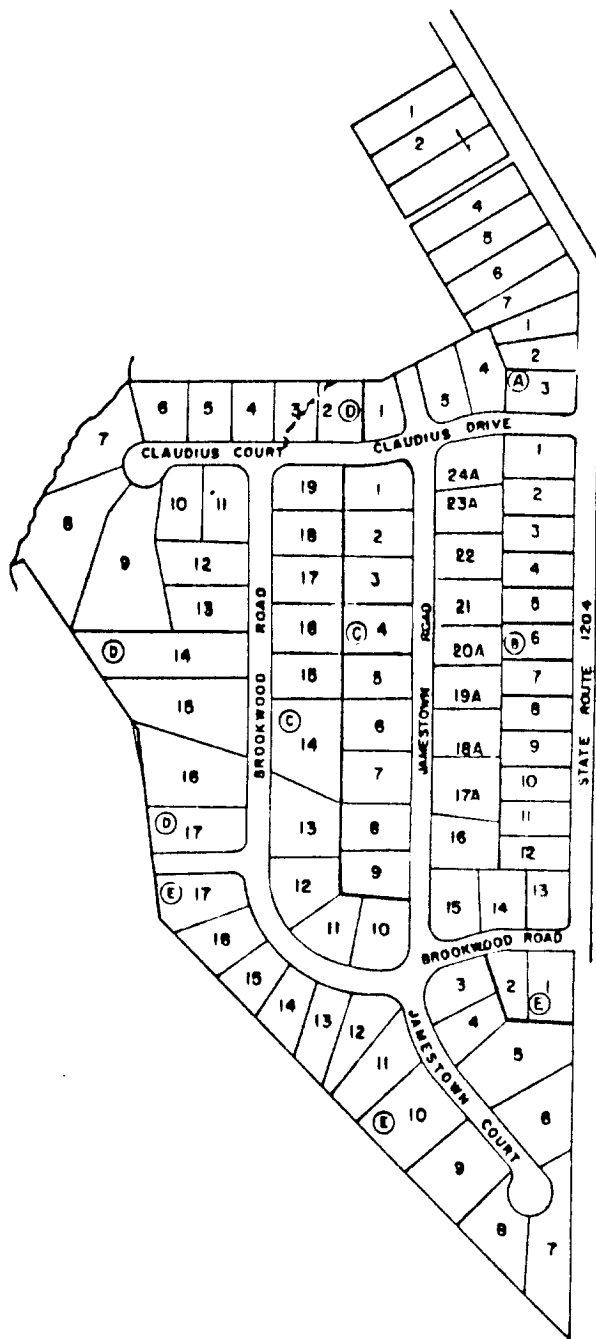 1
2
4
5
6
7
1
2
A
3
4
5
6 5 4 3 2 D 1
7
CLAUDIUS COURT
CLAUDIUS DRIVE
8
9
10 11
12
13
D
14
15
16
D
17
BROOKWOOD ROAD
19
18
17
16
15
C
14
13
12
11
10
1
2
3
C 4
5
6
7
8
9
JAMESTOWN ROAD
24A
23A
22
21
20A
19A
18A
17A
16
15 14 13
1
2
3
4
5
B 6
7
8
9
10
11
12
STATE ROUTE 1204
BROOKWOOD ROAD
E 17
16
15
14
13
12
11
E 10
9
8
7
6
5
4
3
2
1
E
JAMESTOWN COURT